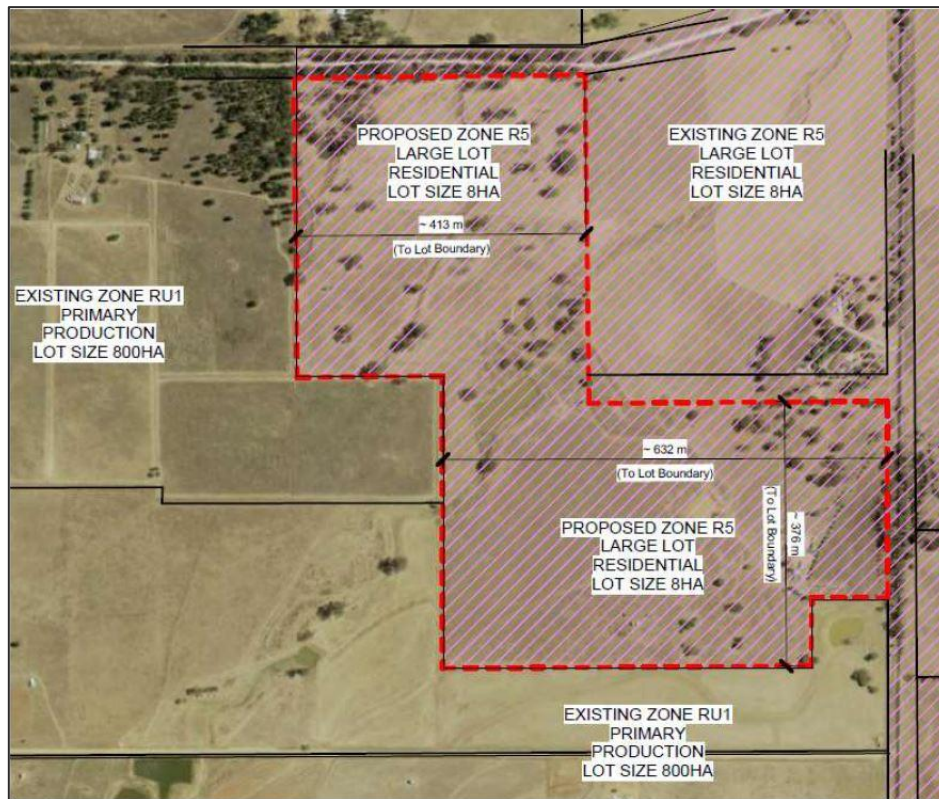 PROPOSED ZONE R5
LARGE LOT
RESIDENTIAL
LOT SIZE 8HA
EXISTING ZONE R5
LARGE LOT
RESIDENTIAL
LOT SIZE 8HA
~ 413 m
(To Lot Boundary)
EXISTING ZONE RU1
PRIMARY
PRODUCTION
LOT SIZE 800HA
~ 632 m
(To Lot Boundary)
~ 376 m
(To Lot Boundary)
PROPOSED ZONE R5
LARGE LOT
RESIDENTIAL
LOT SIZE 8HA
EXISTING ZONE RU1
PRIMARY
PRODUCTION
LOT SIZE 800HA